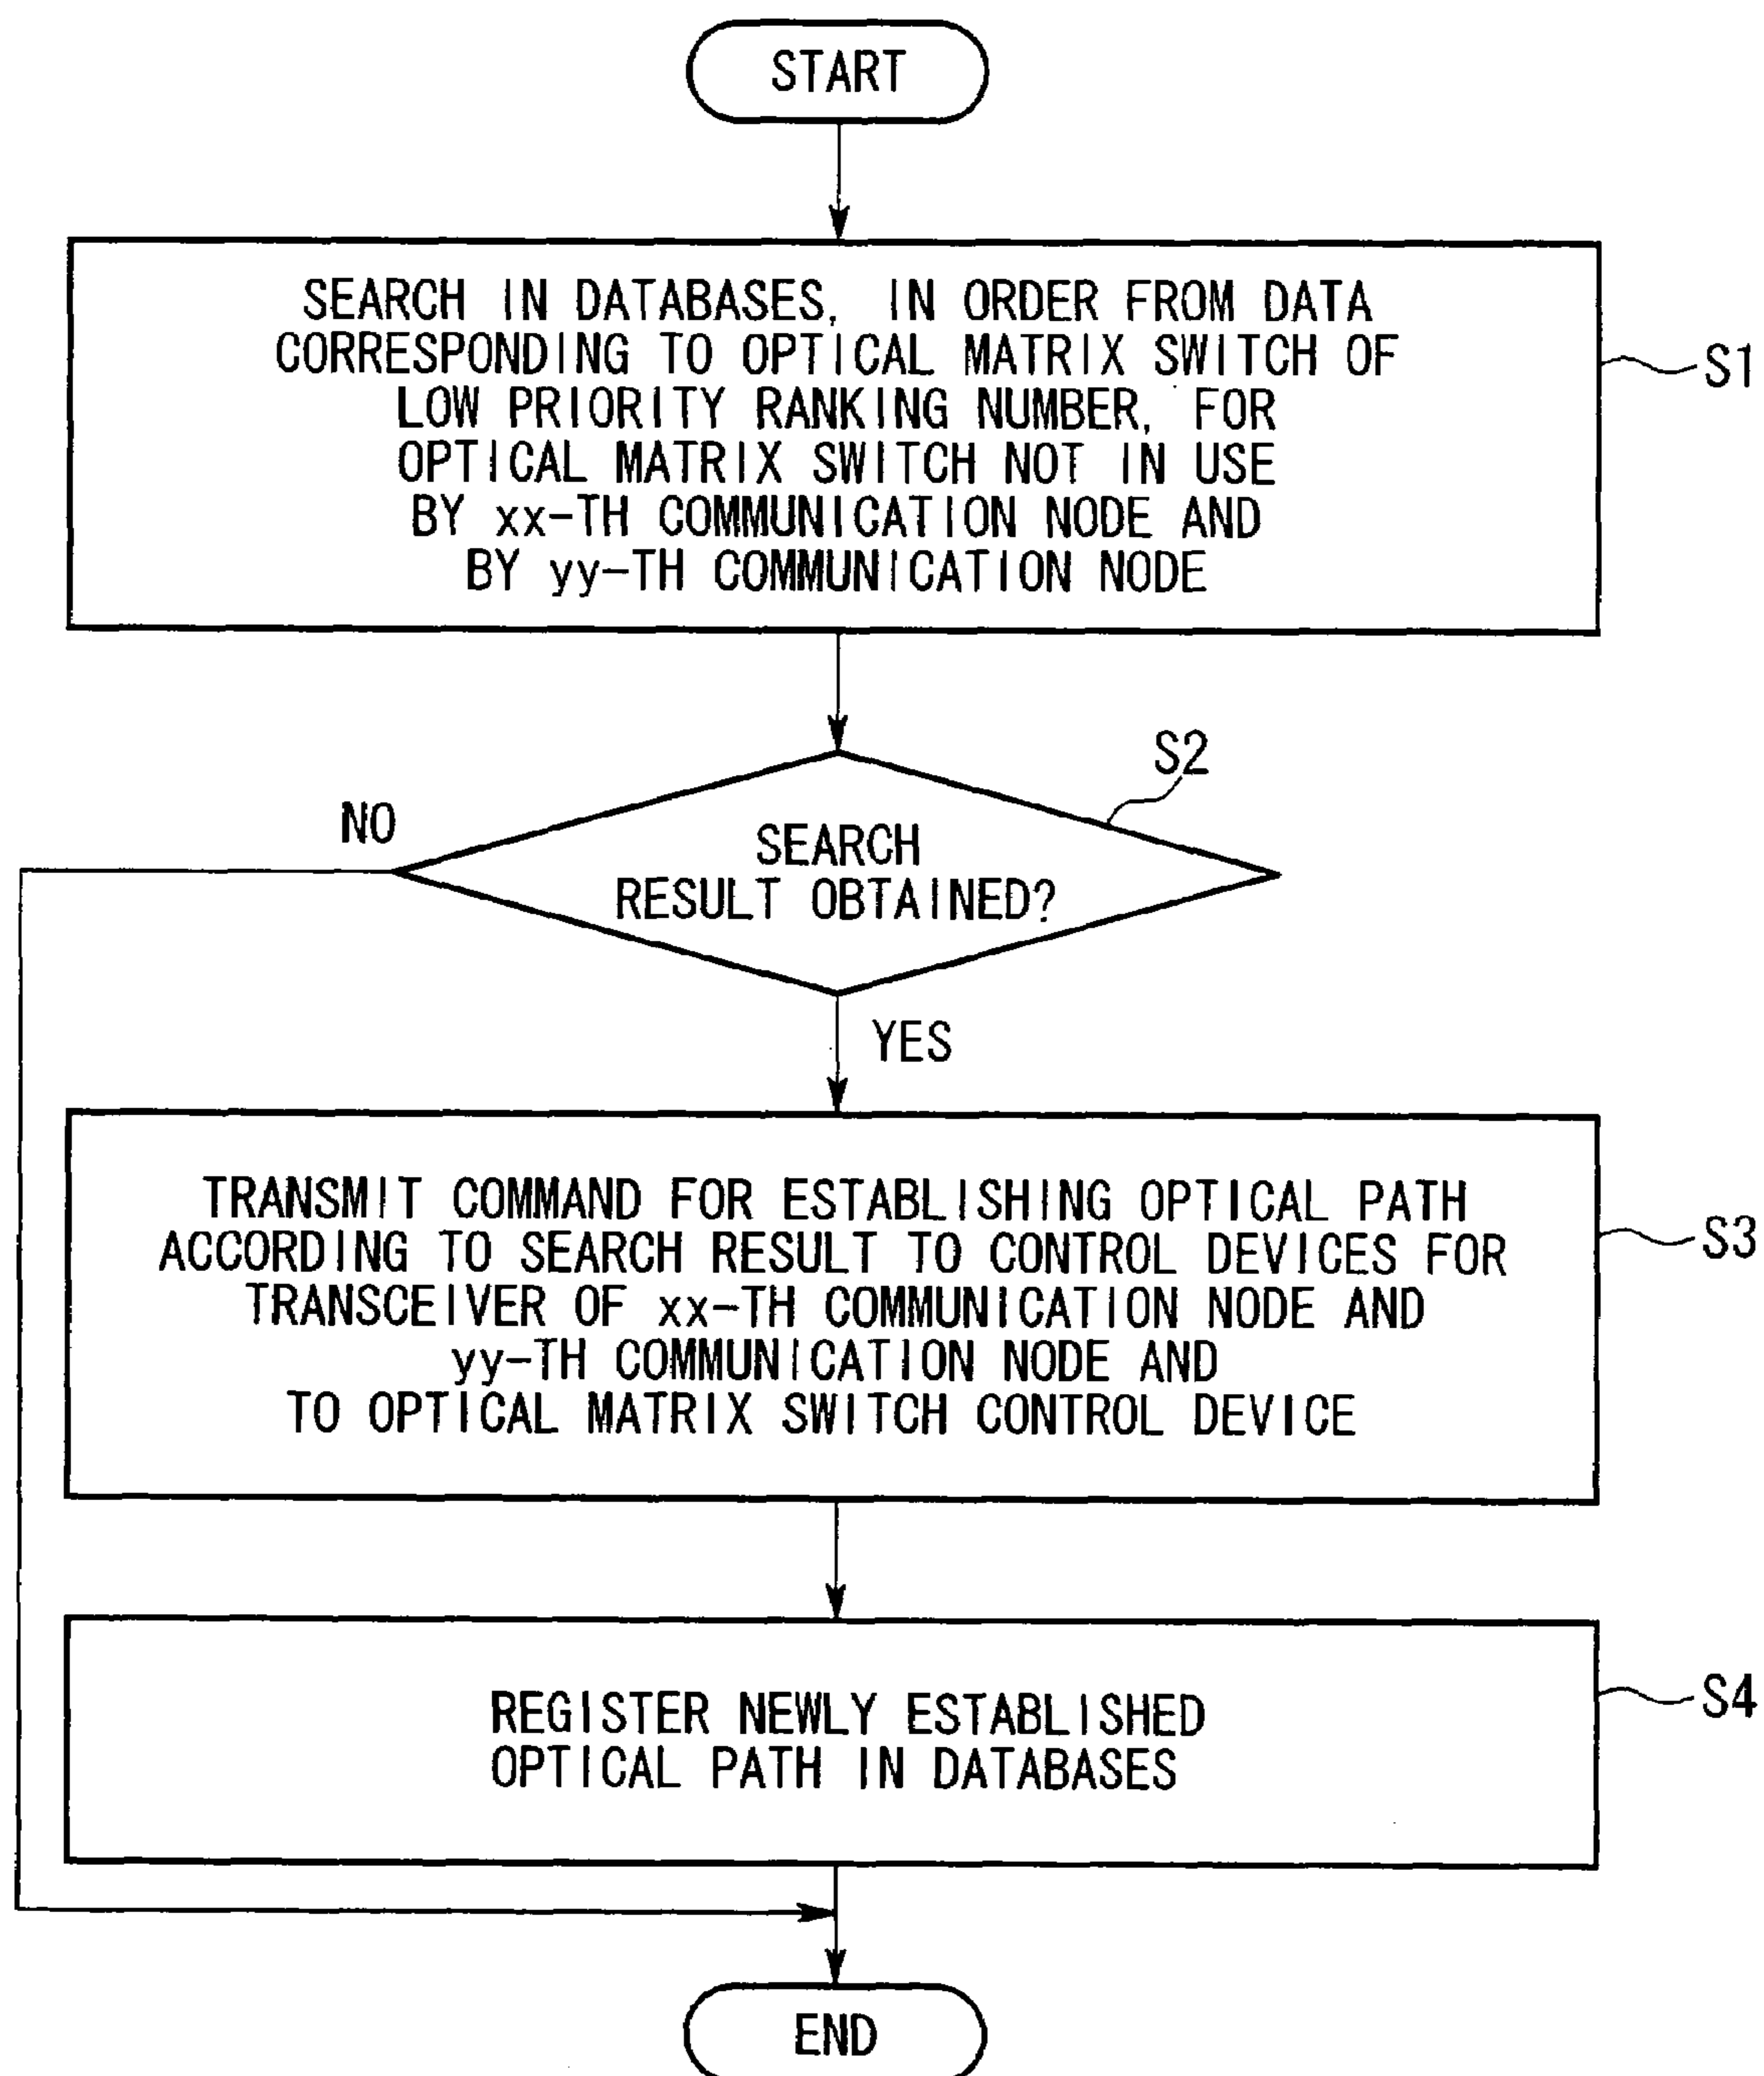 START
SEARCH IN DATABASES, IN ORDER FROM DATA
CORRESPONDING TO OPTICAL MATRIX SWITCH OF
LOW PRIORITY RANKING NUMBER, FOR
OPTICAL MATRIX SWITCH NOT IN USE
BY xx-TH COMMUNICATION NODE AND
BY yy-TH COMMUNICATION NODE
S1
S2
NO
SEARCH
RESULT OBTAINED?
YES
TRANSMIT COMMAND FOR ESTABLISHING OPTICAL PATH
ACCORDING TO SEARCH RESULT TO CONTROL DEVICES FOR
TRANSCEIVER OF xx-TH COMMUNICATION NODE AND
yy-TH COMMUNICATION NODE AND
TO OPTICAL MATRIX SWITCH CONTROL DEVICE
S3
REGISTER NEWLY ESTABLISHED
OPTICAL PATH IN DATABASES
S4
END